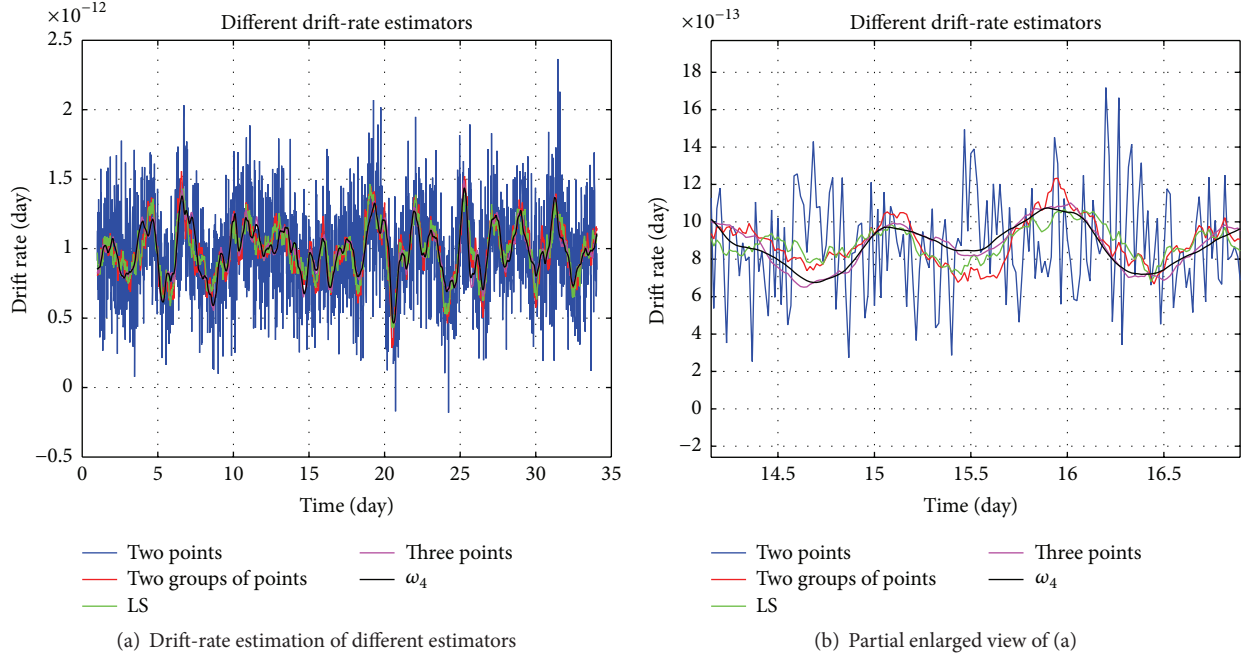 ×10⁻¹²
Different drift-rate estimators
2.5
2
1.5
1
0.5
0
−0.5
Drift rate (day)
0 5 10 15 20 25 30 35
Time (day)
Two points
Two groups of points
LS
Three points
ω₄
(a) Drift-rate estimation of different estimators
×10⁻¹³
Different drift-rate estimators
18
16
14
12
10
8
6
4
2
0
−2
Drift rate (day)
14.5 15 15.5 16 16.5
Time (day)
Two points
Two groups of points
LS
Three points
ω₄
(b) Partial enlarged view of (a)